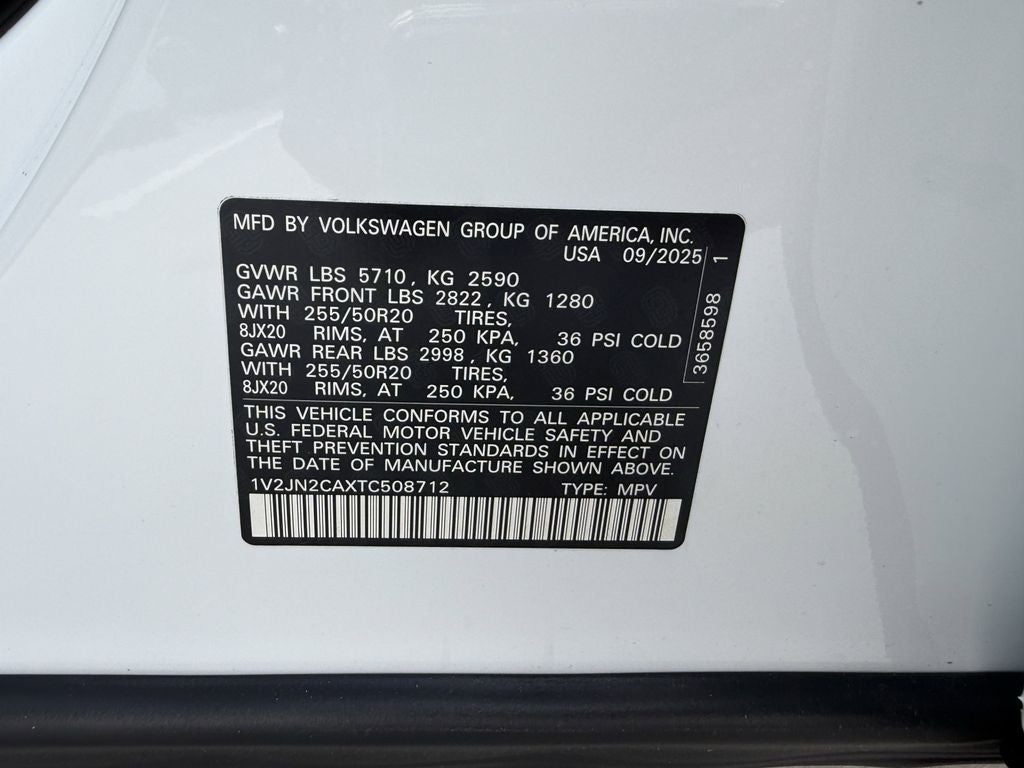 MFD BY VOLKSWAGEN GROUP OF AMERICA, INC.
USA 09/2025
GVWR LBS 5710, KG 2590
GAWR FRONT LBS 2822, KG 1280
WITH 255/50R20 TIRES,
8JX20 RIMS, AT 250 KPA, 36 PSI COLD
GAWR REAR LBS 2998, KG 1360
WITH 255/50R20 TIRES,
8JX20 RIMS, AT 250 KPA, 36 PSI COLD
3658598 1
THIS VEHICLE CONFORMS TO ALL APPLICABLE
U.S. FEDERAL MOTOR VEHICLE SAFETY AND
THEFT PREVENTION STANDARDS IN EFFECT ON
THE DATE OF MANUFACTURE SHOWN ABOVE.
1V2JN2CAXTC508712 TYPE: MPV